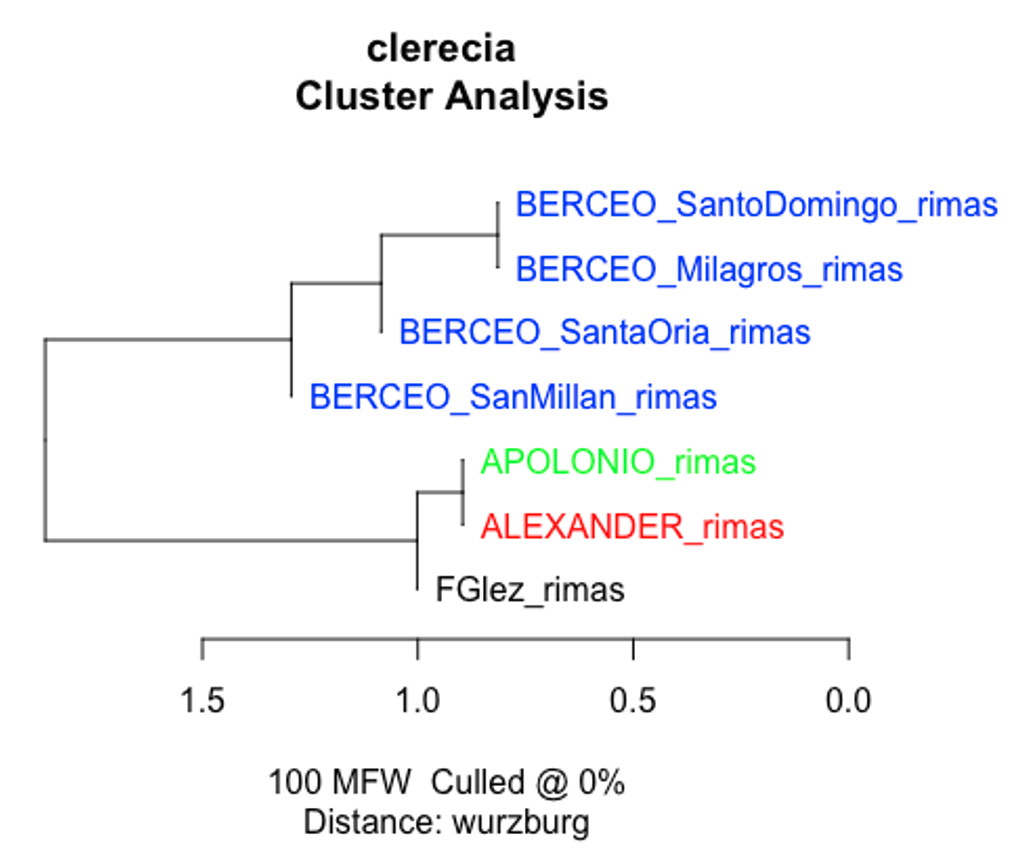 clerecia
Cluster Analysis
BERCEO_SantoDomingo_rimas
BERCEO_Milagros_rimas
BERCEO_SantaOria_rimas
BERCEO_SanMillan_rimas
APOLONIO_rimas
ALEXANDER_rimas
FGlez_rimas
1.5 1.0 0.5 0.0
100 MFW Culled @ 0%
Distance: wurzburg